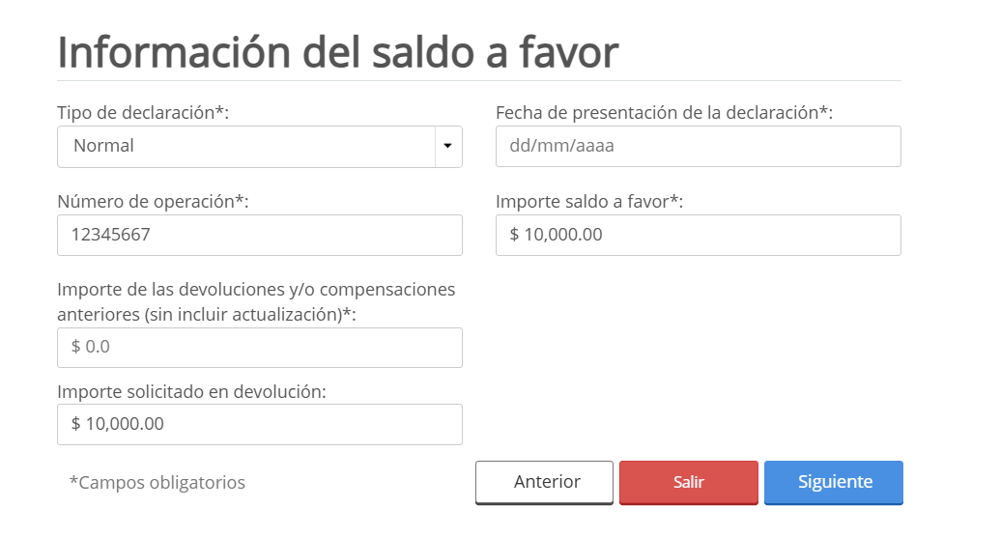 Información del saldo a favor
Tipo de declaración*:
Normal
Fecha de presentación de la declaración*:
dd/mm/aaaa
Número de operación*:
12345667
Importe saldo a favor*:
$ 10,000.00
Importe de las devoluciones y/o compensaciones
anteriores (sin incluir actualización)*:
$ 0.0
Importe solicitado en devolución:
$ 10,000.00
*Campos obligatorios
Anterior
Salir
Siguiente